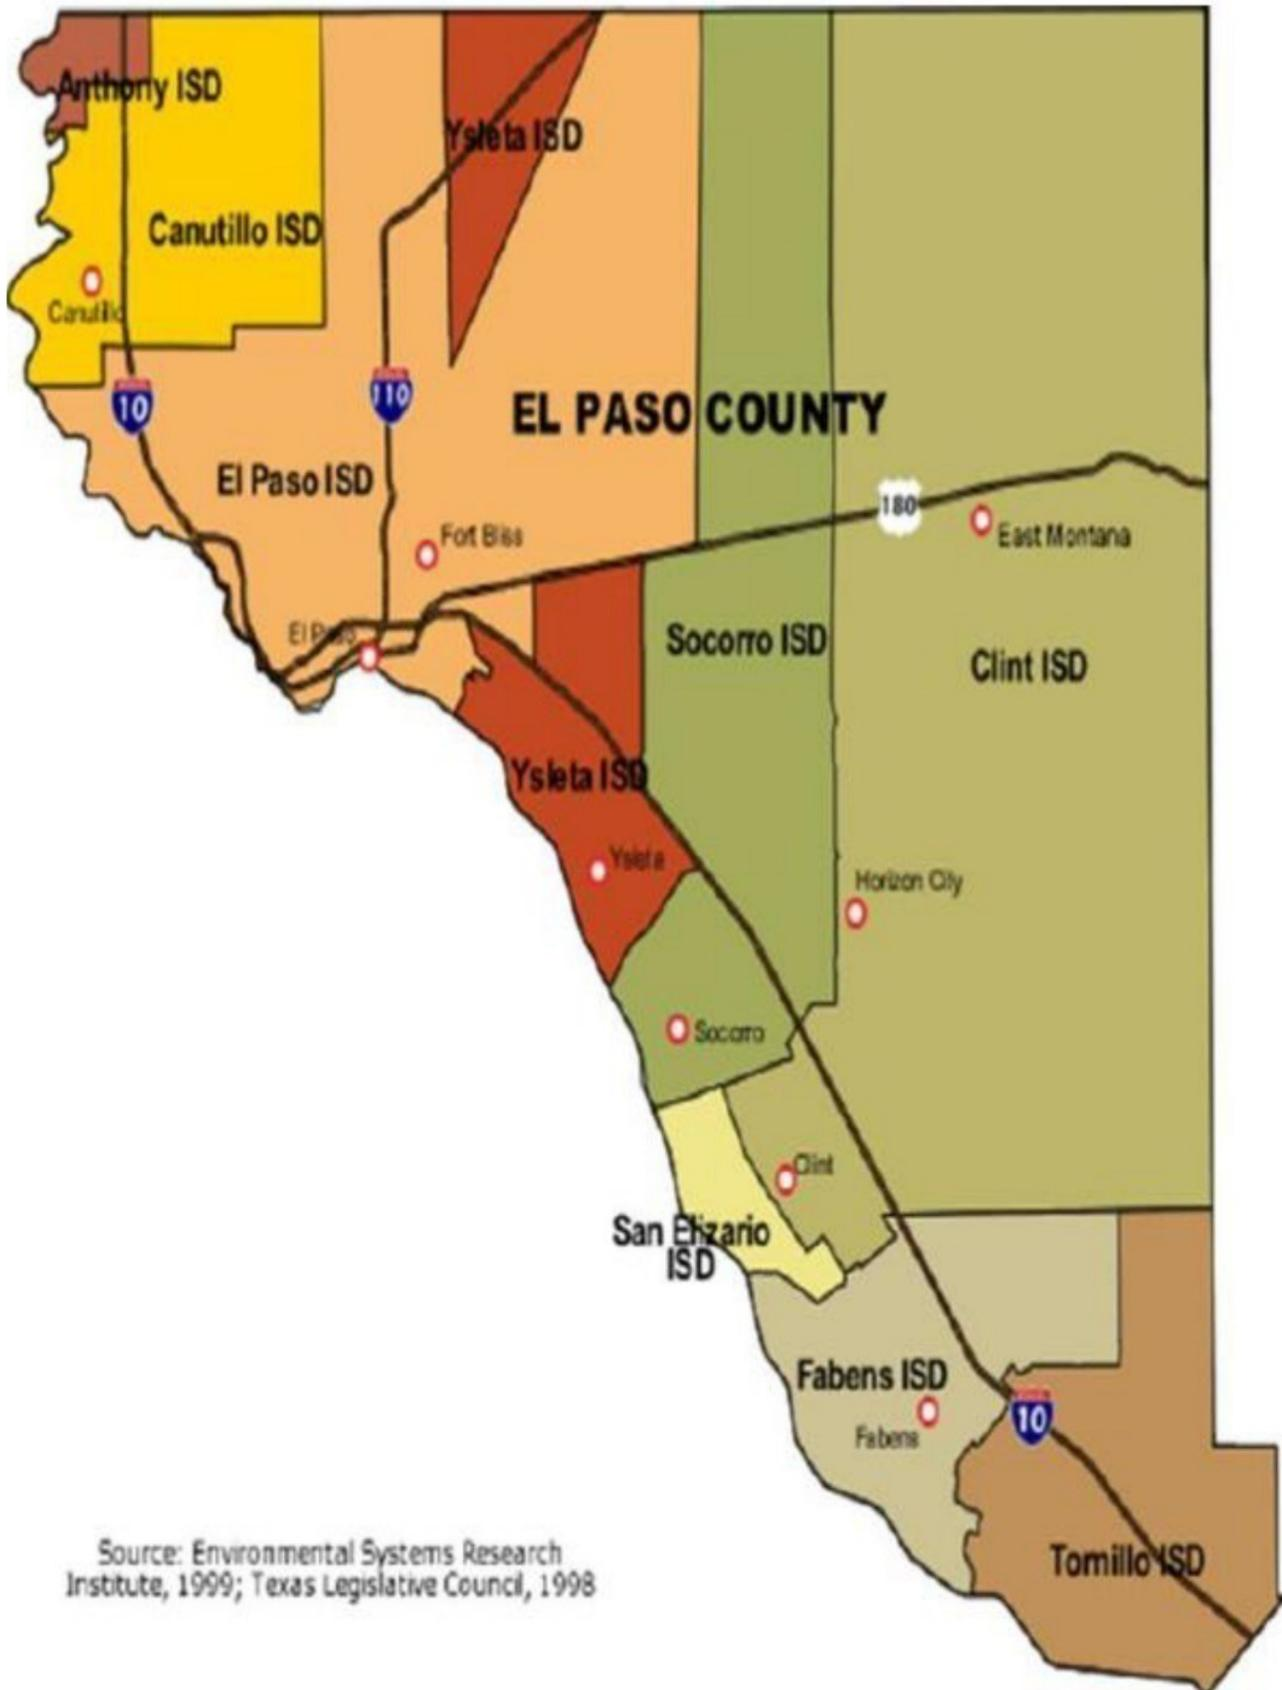 Anthony ISD
Ysleta ISD
Canutillo ISD
Canutillo
10
110
EL PASO COUNTY
El Paso ISD
180
Fort Bliss
East Montana
El Paso
Socorro ISD
Clint ISD
Ysleta ISD
Ysleta
Horizon City
Socorro
Clint
San Elizario
ISD
Fabens ISD
10
Fabens
Tornillo ISD
Source: Environmental Systems Research
Institute, 1999; Texas Legislative Council, 1998